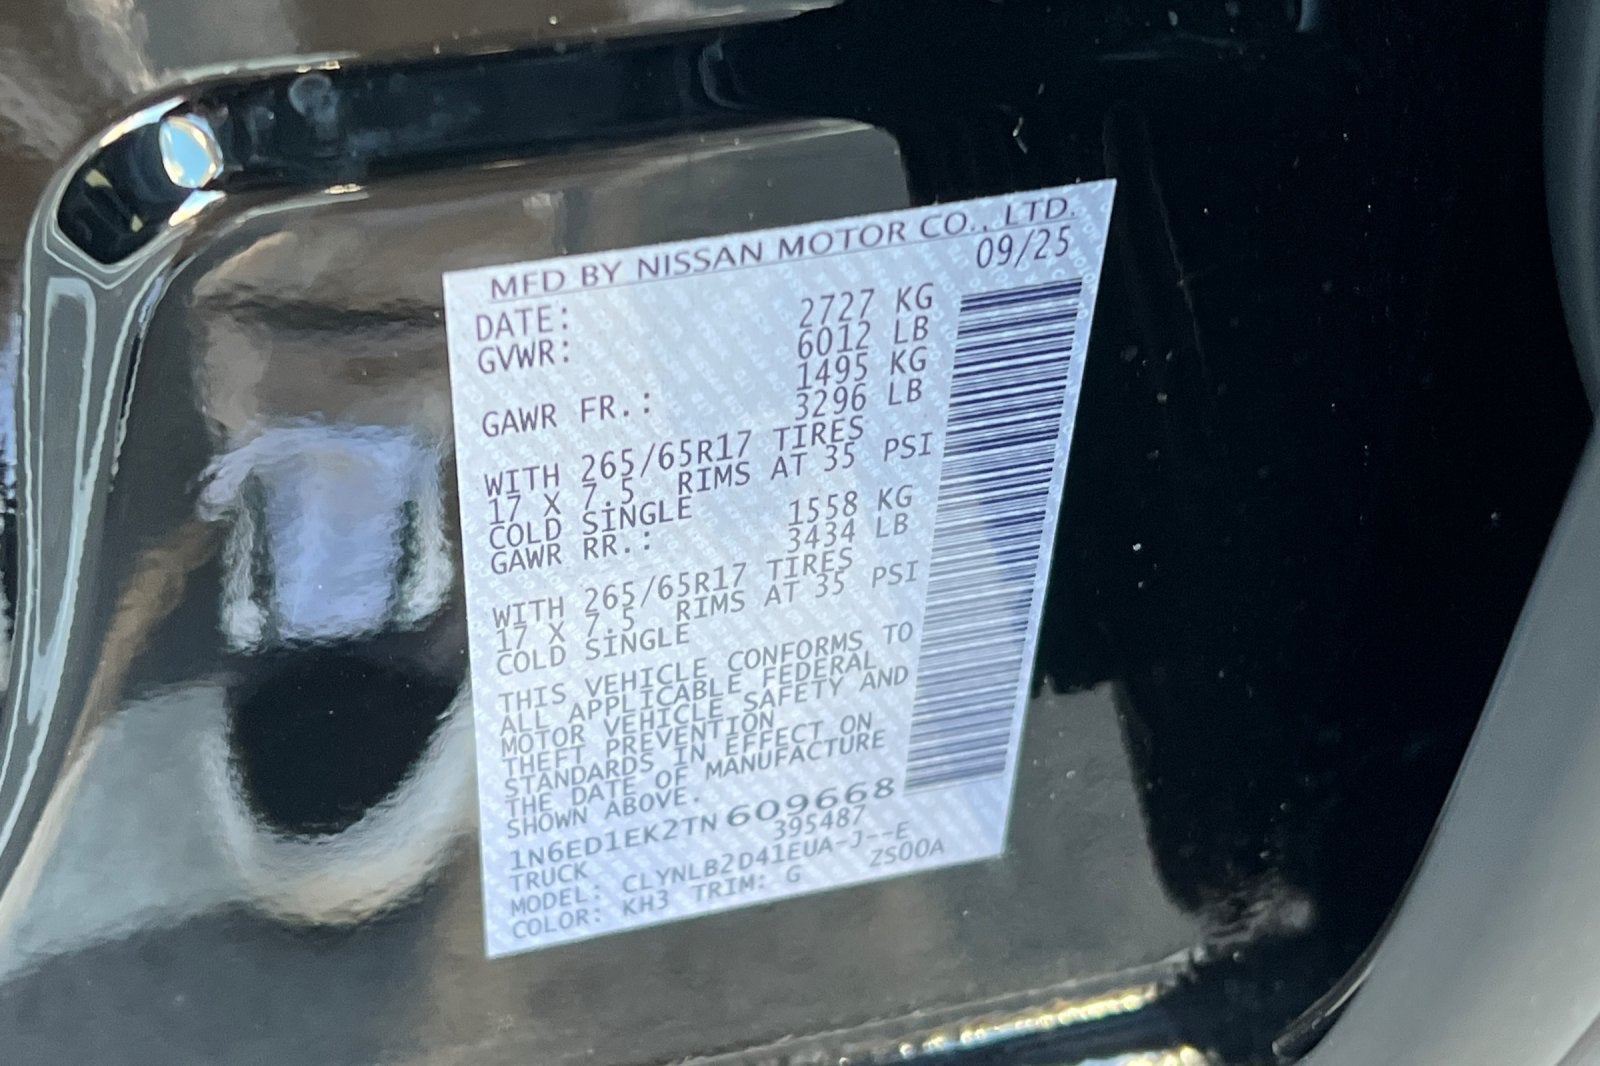 MFD BY NISSAN MOTOR CO., LTD.
DATE: 09/25
GVWR: 2727 KG
6012 LB
GAWR FR.: 1495 KG
3296 LB
WITH 265/65R17 TIRES
17 X 7.5 RIMS AT 35 PSI
COLD SINGLE
GAWR RR.: 1558 KG
3434 LB
WITH 265/65R17 TIRES
17 X 7.5 RIMS AT 35 PSI
COLD SINGLE
THIS VEHICLE CONFORMS TO
ALL APPLICABLE FEDERAL
MOTOR VEHICLE SAFETY AND
THEFT PREVENTION
STANDARDS IN EFFECT ON
THE DATE OF MANUFACTURE
SHOWN ABOVE.
1N6ED1EK2TN609668
TRUCK 395487
MODEL: CLYNLB2D41EUA-J--E
COLOR: KH3 TRIM: G ZS00A